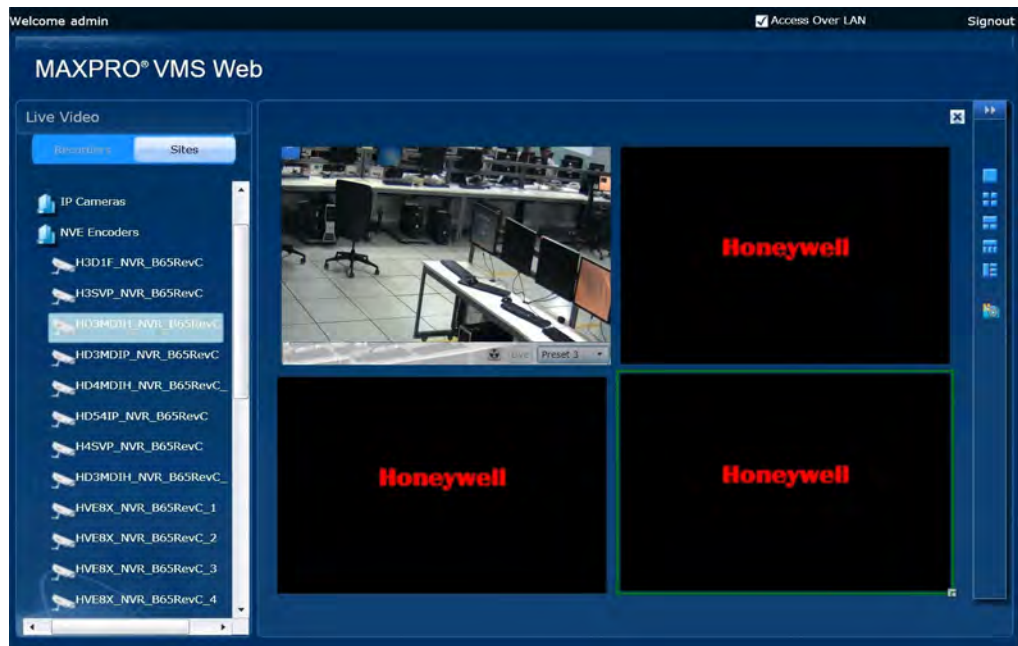 Welcome admin
Access Over LAN
Signout
MAXPRO® VMS Web
Live Video
Recorders
Sites
IP Cameras
NVE Encoders
H3D1F_NVR_B65RevC
H3SVP_NVR_B65RevC
HD3MDIH_NVR_B65RevC
HD3MDIP_NVR_B65RevC
HD4MDIH_NVR_B65RevC_
HD54IP_NVR_B65RevC
H4SVP_NVR_B65RevC
HD3MDIH_NVR_B65RevC_
HVE8X_NVR_B65RevC_1
HVE8X_NVR_B65RevC_2
HVE8X_NVR_B65RevC_3
HVE8X_NVR_B65RevC_4
Live
Preset 3
Honeywell
Honeywell
Honeywell